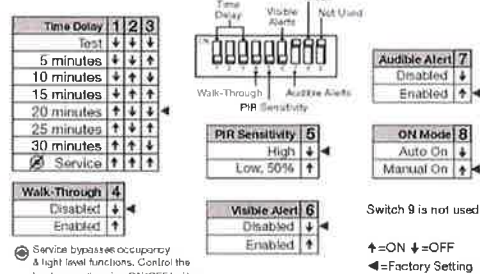 Time Delay 1 2 3
Test ↓ ↓ ↓
5 minutes ↓ ↓ ↑
10 minutes ↓ ↑ ↓
15 minutes ↓ ↑ ↑
20 minutes ↑ ↓ ↓ ◄
25 minutes ↑ ↓ ↑
30 minutes ↑ ↑ ↓
Service ↑ ↑ ↑
Walk-Through 4
Disabled ↓ ◄
Enabled ↑
Service bypasses occupancy
& light level functions. Control the
Time
Delay
Visible
Alerts
Not Used
ON
Walk-Through
Audible Alerts
PIR Sensitivity
PIR Sensitivity 5
High ↓ ◄
Low, 50% ↑
Visible Alert 6
Disabled ↓ ◄
Enabled ↑
Audible Alert 7
Disabled ↓
Enabled ↑ ◄
ON Mode 8
Auto On ↓
Manual On ↑ ◄
Switch 9 is not used
↑=ON ↓=OFF
◄=Factory Setting